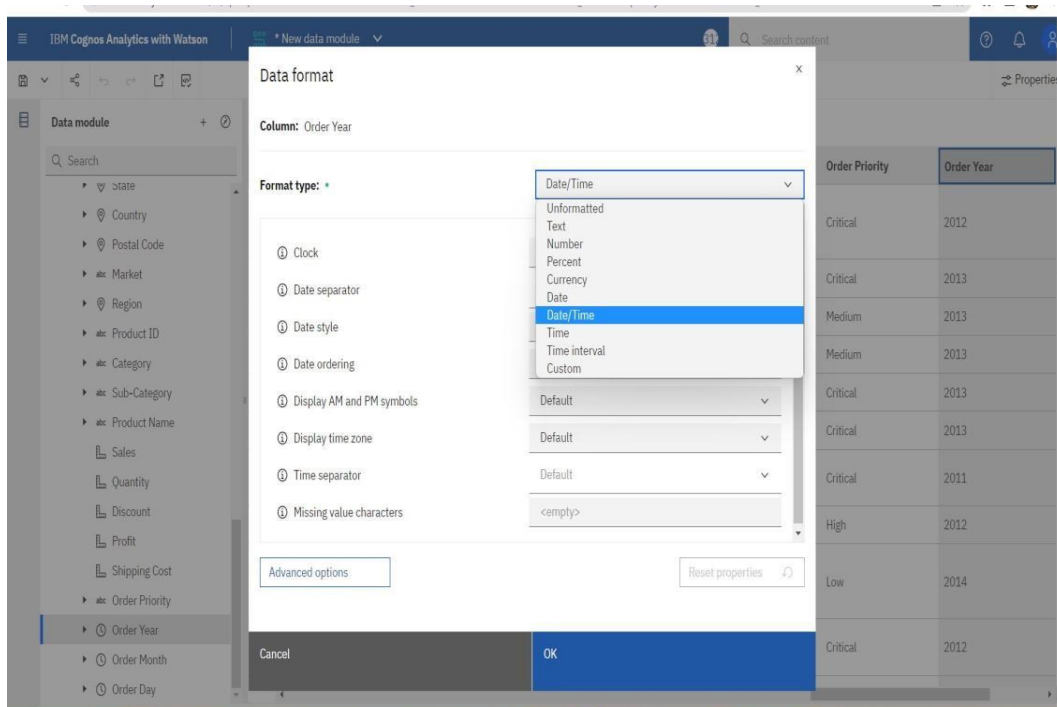 IBM Cognos Analytics with Watson
* New data module
Search content
Properties
Data module
Search
State
Country
Postal Code
abc Market
Region
abc Product ID
abc Category
abc Sub-Category
abc Product Name
Sales
Quantity
Discount
Profit
Shipping Cost
abc Order Priority
Order Year
Order Month
Order Day
Data format
x
Column: Order Year
Format type: *
Date/Time
Unformatted
Text
Number
Percent
Currency
Date
Date/Time
Time
Time interval
Custom
Clock
Date separator
Date style
Date ordering
Display AM and PM symbols
Default
Display time zone
Default
Time separator
Default
Missing value characters
<empty>
Advanced options
Reset properties
Cancel
OK
Order Priority
Order Year
Critical
2012
Critical
2013
Medium
2013
Medium
2013
Critical
2013
Critical
2013
Critical
2011
High
2012
Low
2014
Critical
2012